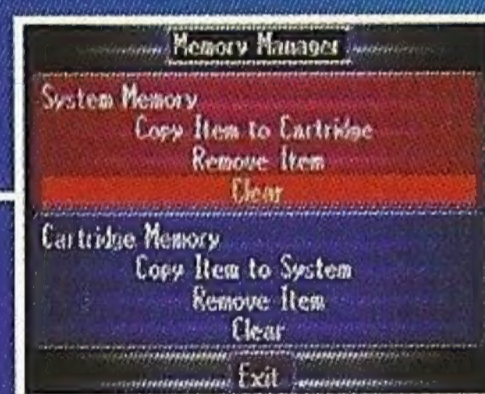 Memory Manager
System Memory
Copy Item to Cartridge
Remove Item
Clear
Cartridge Memory
Copy Item to System
Remove Item
Clear
Exit